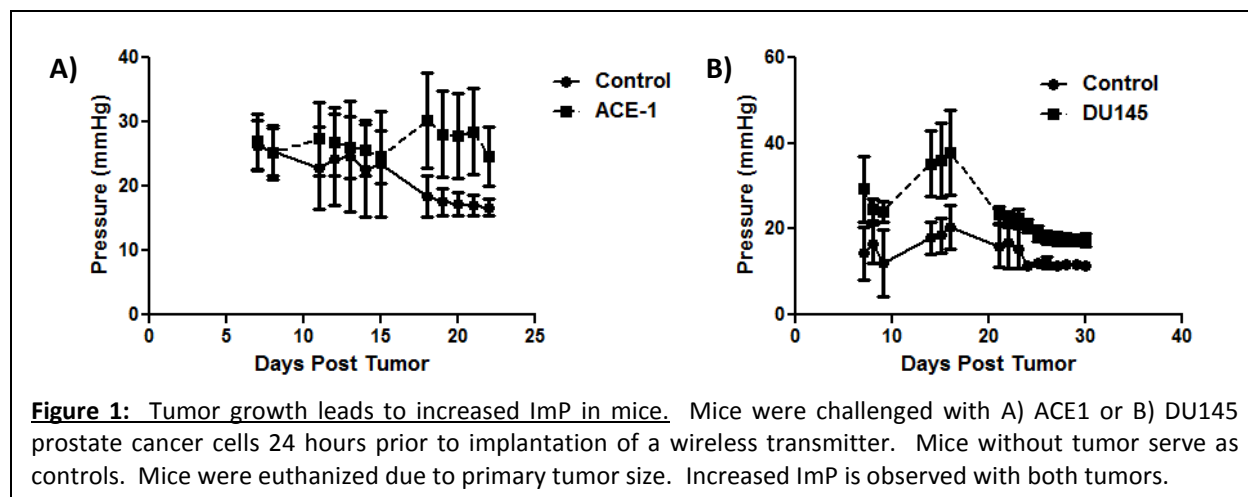 A)
Control
ACE-1
Pressure (mmHg)
40
30
20
10
0
0 5 10 15 20 25
Days Post Tumor
B)
Control
DU145
Pressure (mmHg)
60
40
20
0
0 10 20 30 40
Days Post Tumor
Figure 1: Tumor growth leads to increased ImP in mice. Mice were challenged with A) ACE1 or B) DU145
prostate cancer cells 24 hours prior to implantation of a wireless transmitter. Mice without tumor serve as
controls. Mice were euthanized due to primary tumor size. Increased ImP is observed with both tumors.